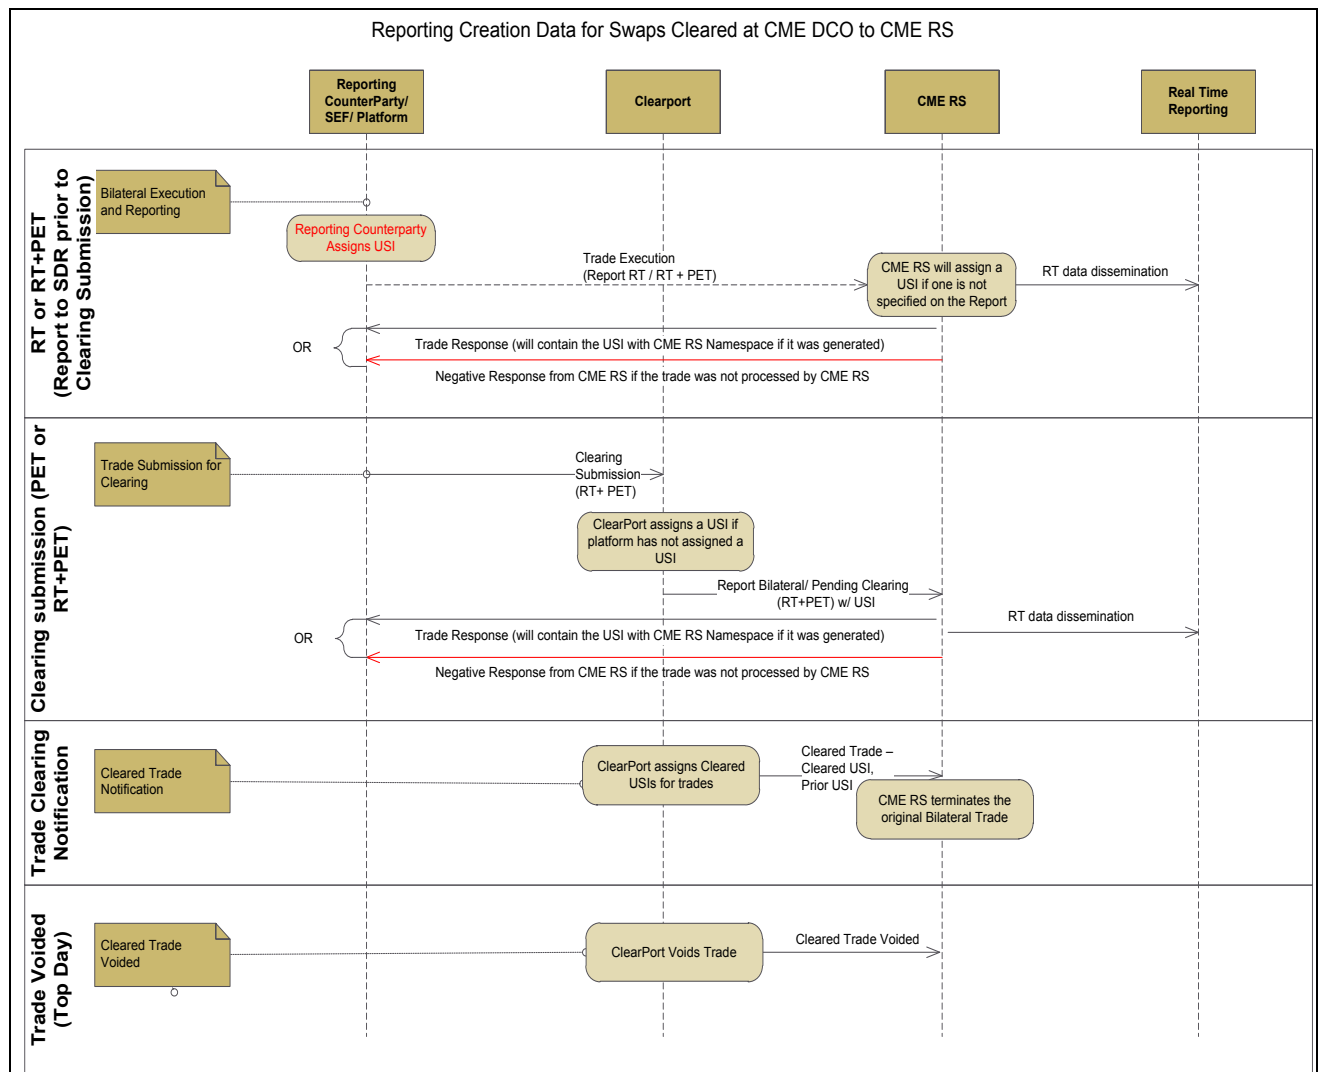 Reporting Creation Data for Swaps Cleared at CME DCO to CME RS
Reporting
CounterParty/
SEF/ Platform
Clearport
CME RS
Real Time
Reporting
RT or RT+PET
(Report to SDR prior to
Clearing Submission)
Bilateral Execution
and Reporting
Reporting Counterparty
Assigns USI
Trade Execution
(Report RT / RT + PET)
CME RS will assign a
USI if one is not
specified on the Report
RT data dissemination
OR
Trade Response (will contain the USI with CME RS Namespace if it was generated)
Negative Response from CME RS if the trade was not processed by CME RS
Clearing submission (PET or
RT+PET)
Trade Submission for
Clearing
Clearing
Submission
(RT+ PET)
ClearPort assigns a USI if
platform has not assigned a
USI
Report Bilateral/ Pending Clearing
(RT+PET) w/ USI
RT data dissemination
OR
Trade Response (will contain the USI with CME RS Namespace if it was generated)
Negative Response from CME RS if the trade was not processed by CME RS
Trade Clearing
Notification
Cleared Trade
Notification
ClearPort assigns Cleared
USIs for trades
Cleared Trade –
Cleared USI,
Prior USI
CME RS terminates the
original Bilateral Trade
Trade Voided
(Top Day)
Cleared Trade
Voided
ClearPort Voids Trade
Cleared Trade Voided